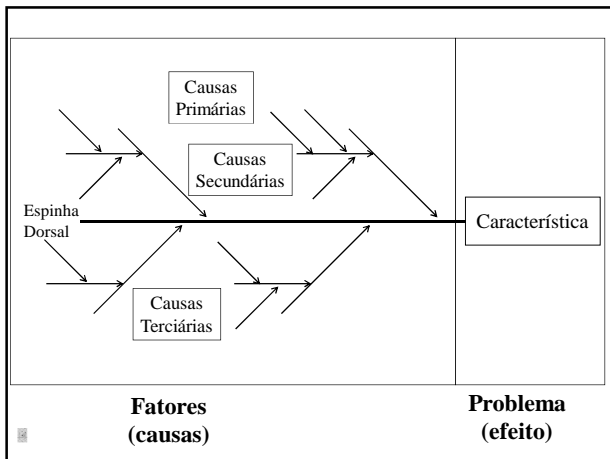 Causas
Primárias
Causas
Secundárias
Espinha
Dorsal
Característica
Causas
Terciárias
Fatores
(causas)
Problema
(efeito)